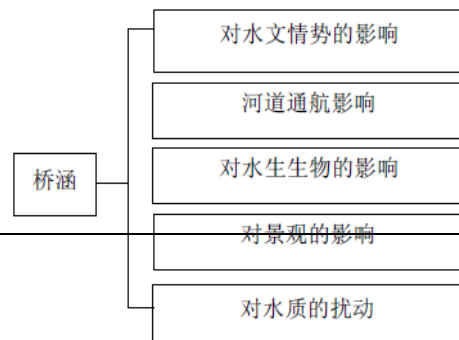 对水文情势的影响
河道通航影响
桥涵
对水生生物的影响
对景观的影响
对水质的扰动